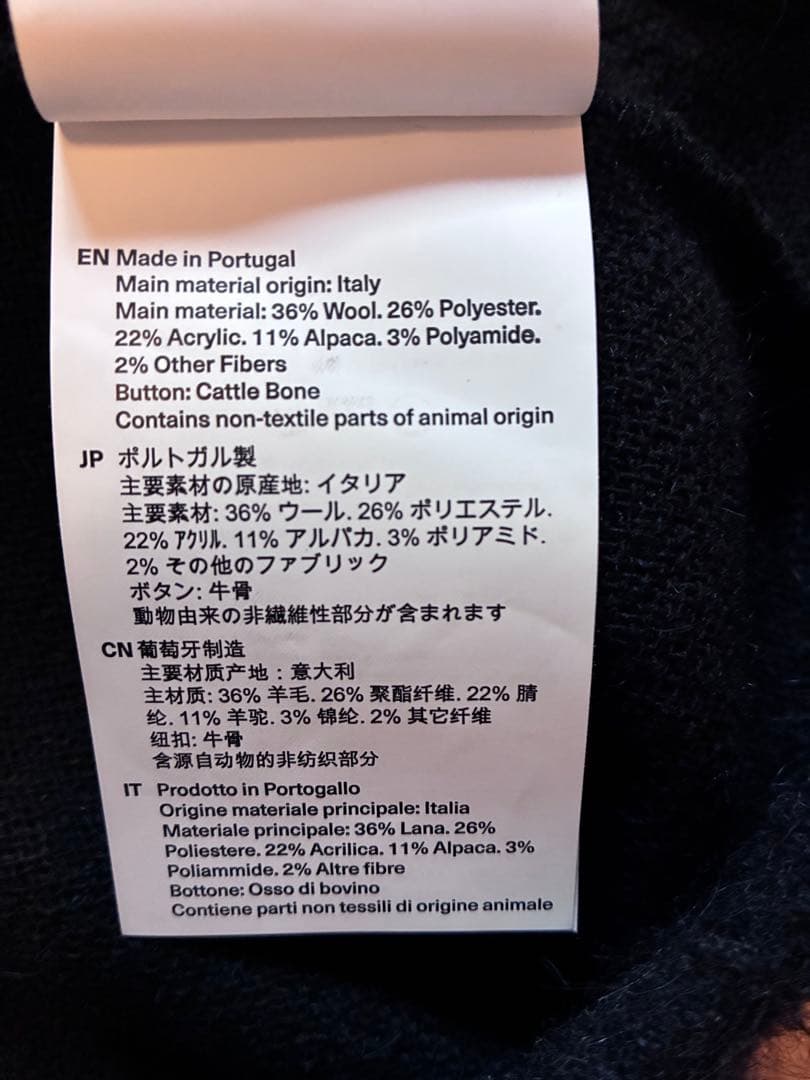 EN Made in Portugal
Main material origin: Italy
Main material: 36% Wool. 26% Polyester.
22% Acrylic. 11% Alpaca. 3% Polyamide.
2% Other Fibers
Button: Cattle Bone
Contains non-textile parts of animal origin
JP ポルトガル製
主要素材の原産地: イタリア
主要素材: 36% ウール. 26% ポリエステル.
22% ｱｸﾘﾙ. 11% アルパカ. 3% ポリアミド.
2% その他のファブリック
ボタン: 牛骨
動物由来の非繊維性部分が含まれます
CN 葡萄牙制造
主要材质产地：意大利
主材质: 36% 羊毛. 26% 聚酯纤维. 22% 腈
纶. 11% 羊驼. 3% 锦纶. 2% 其它纤维
纽扣: 牛骨
含源自动物的非纺织部分
IT Prodotto in Portogallo
Origine materiale principale: Italia
Materiale principale: 36% Lana. 26%
Poliestere. 22% Acrilica. 11% Alpaca. 3%
Poliammide. 2% Altre fibre
Bottone: Osso di bovino
Contiene parti non tessili di origine animale